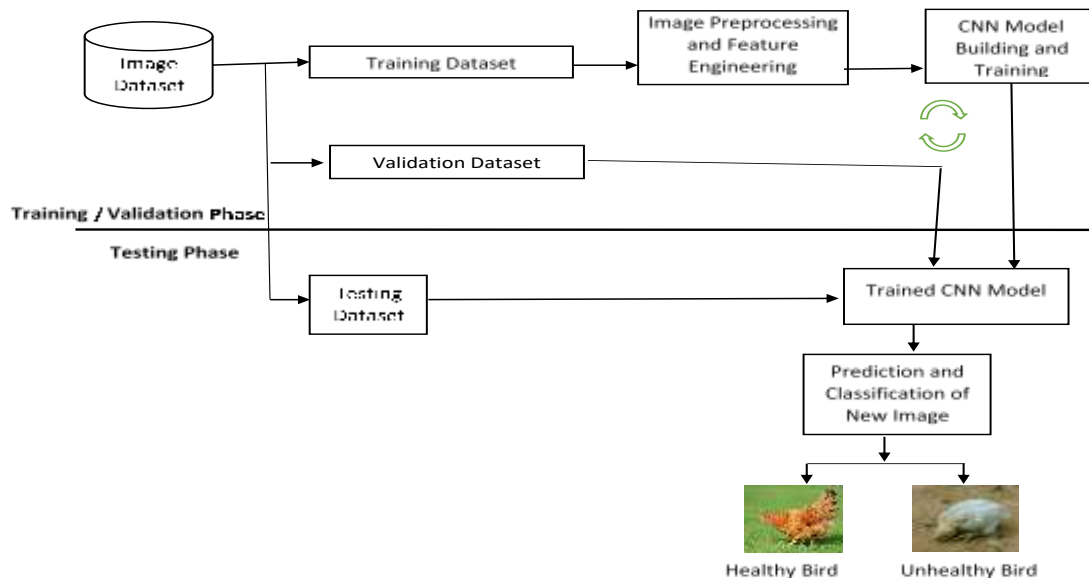 Image
Dataset
Training Dataset
Image Preprocessing
and Feature
Engineering
CNN Model
Building and
Training
Validation Dataset
Training / Validation Phase
Testing Phase
Testing
Dataset
Trained CNN Model
Prediction and
Classification of
New Image
Healthy Bird
Unhealthy Bird